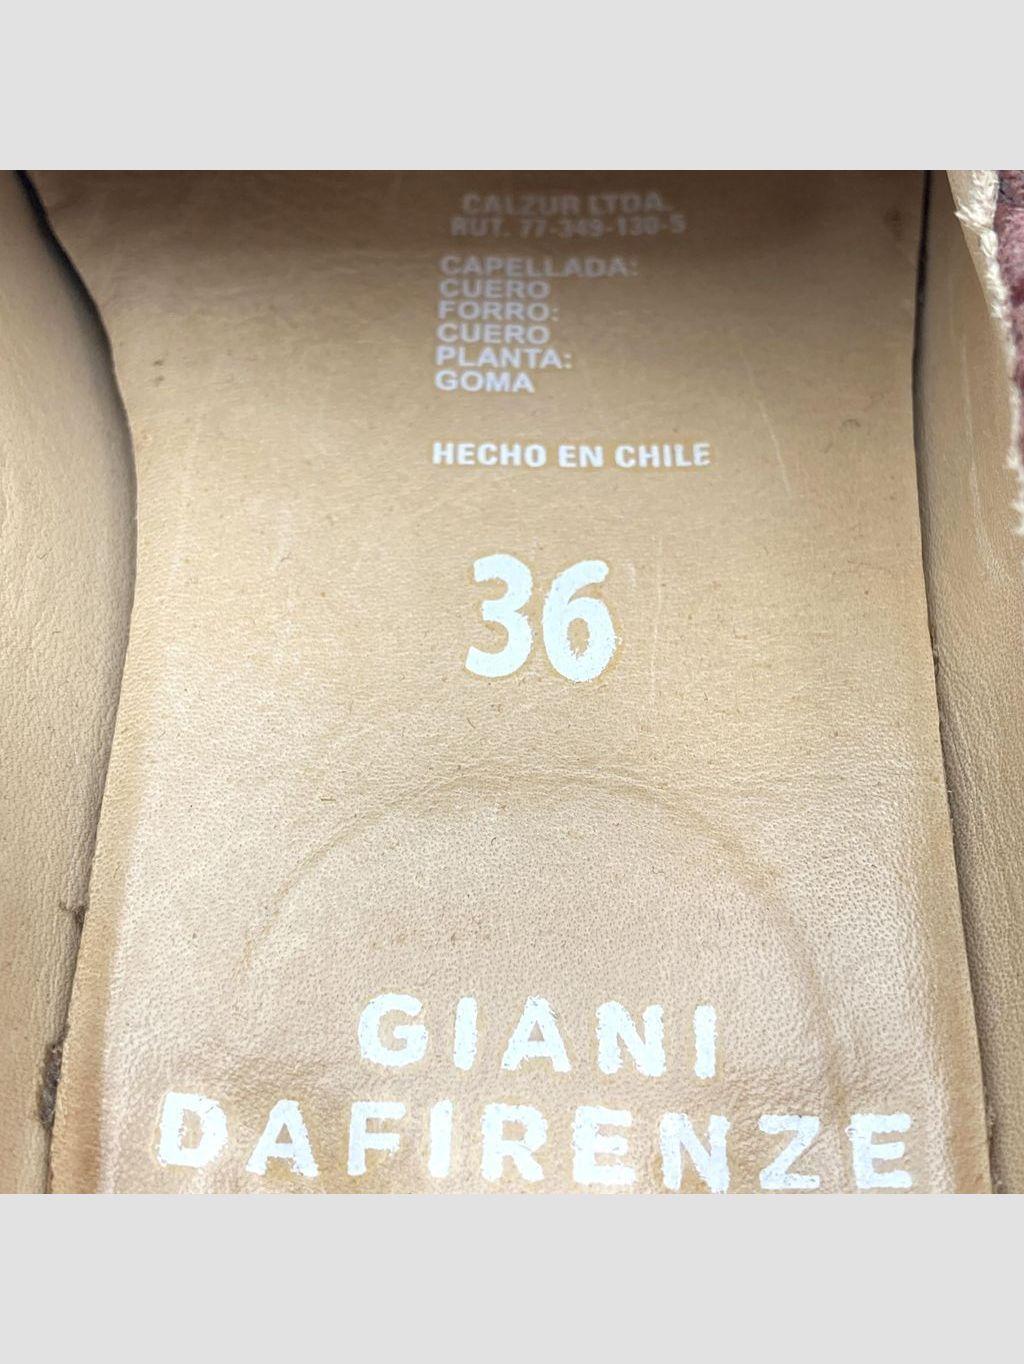 CALZUR LTDA.
RUT. 77-349-130-5
CAPELLADA:
CUERO
FORRO:
CUERO
PLANTA:
GOMA
HECHO EN CHILE
36
GIANI
DAFIRENZE